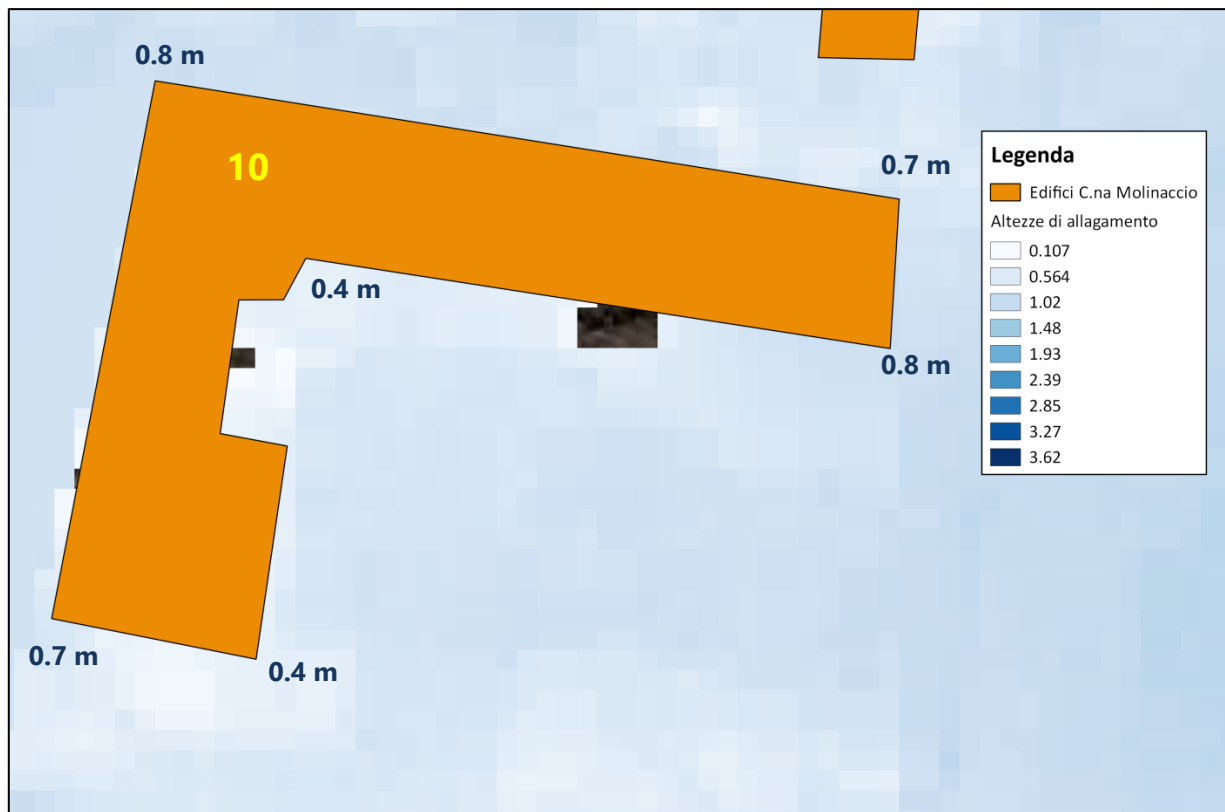 0.8 m
10
0.7 m
0.4 m
0.8 m
0.7 m
0.4 m
Legenda
Edifici C.na Molinaccio
Altezze di allagamento
0.107
0.564
1.02
1.48
1.93
2.39
2.85
3.27
3.62